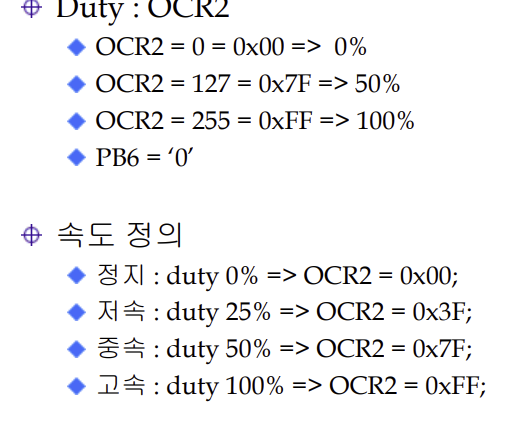 Duty : OCR2
OCR2 = 0 = 0x00 => 0%
OCR2 = 127 = 0x7F => 50%
OCR2 = 255 = 0xFF => 100%
PB6 = ‘0’
속도 정의
정지 : duty 0% => OCR2 = 0x00;
저속 : duty 25% => OCR2 = 0x3F;
중속 : duty 50% => OCR2 = 0x7F;
고속 : duty 100% => OCR2 = 0xFF;